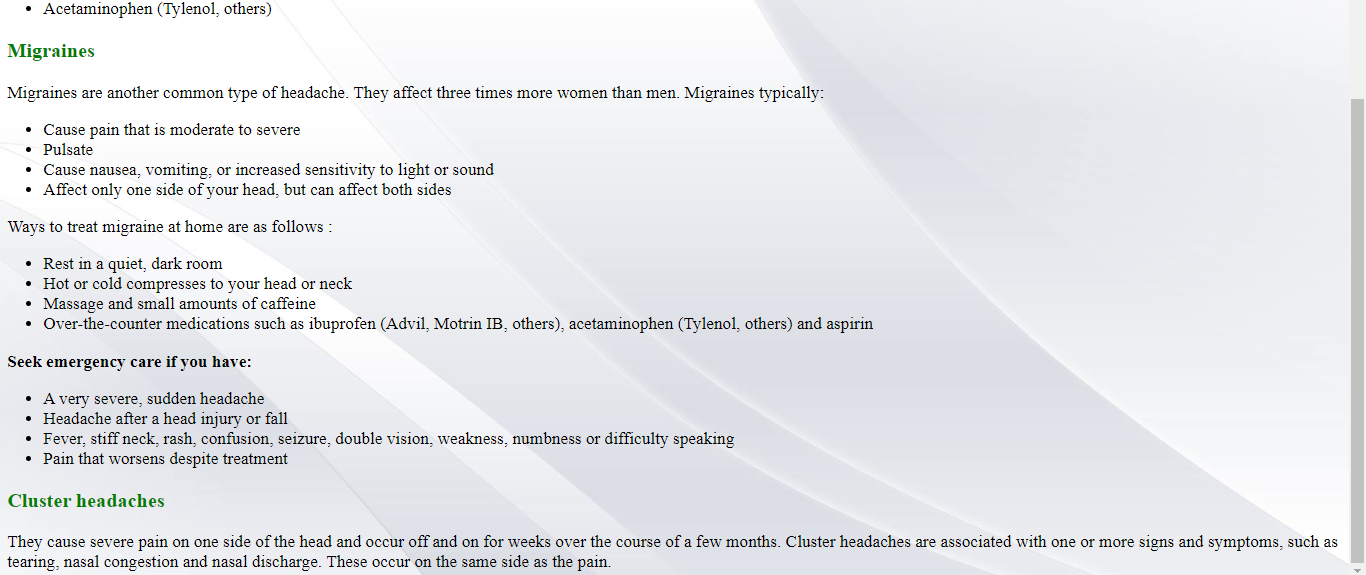 • Acetaminophen (Tylenol, others)
Migraines
Migraines are another common type of headache. They affect three times more women than men. Migraines typically:
• Cause pain that is moderate to severe
• Pulsate
• Cause nausea, vomiting, or increased sensitivity to light or sound
• Affect only one side of your head, but can affect both sides
Ways to treat migraine at home are as follows :
• Rest in a quiet, dark room
• Hot or cold compresses to your head or neck
• Massage and small amounts of caffeine
• Over-the-counter medications such as ibuprofen (Advil, Motrin IB, others), acetaminophen (Tylenol, others) and aspirin
Seek emergency care if you have:
• A very severe, sudden headache
• Headache after a head injury or fall
• Fever, stiff neck, rash, confusion, seizure, double vision, weakness, numbness or difficulty speaking
• Pain that worsens despite treatment
Cluster headaches
They cause severe pain on one side of the head and occur off and on for weeks over the course of a few months. Cluster headaches are associated with one or more signs and symptoms, such as
tearing, nasal congestion and nasal discharge. These occur on the same side as the pain.